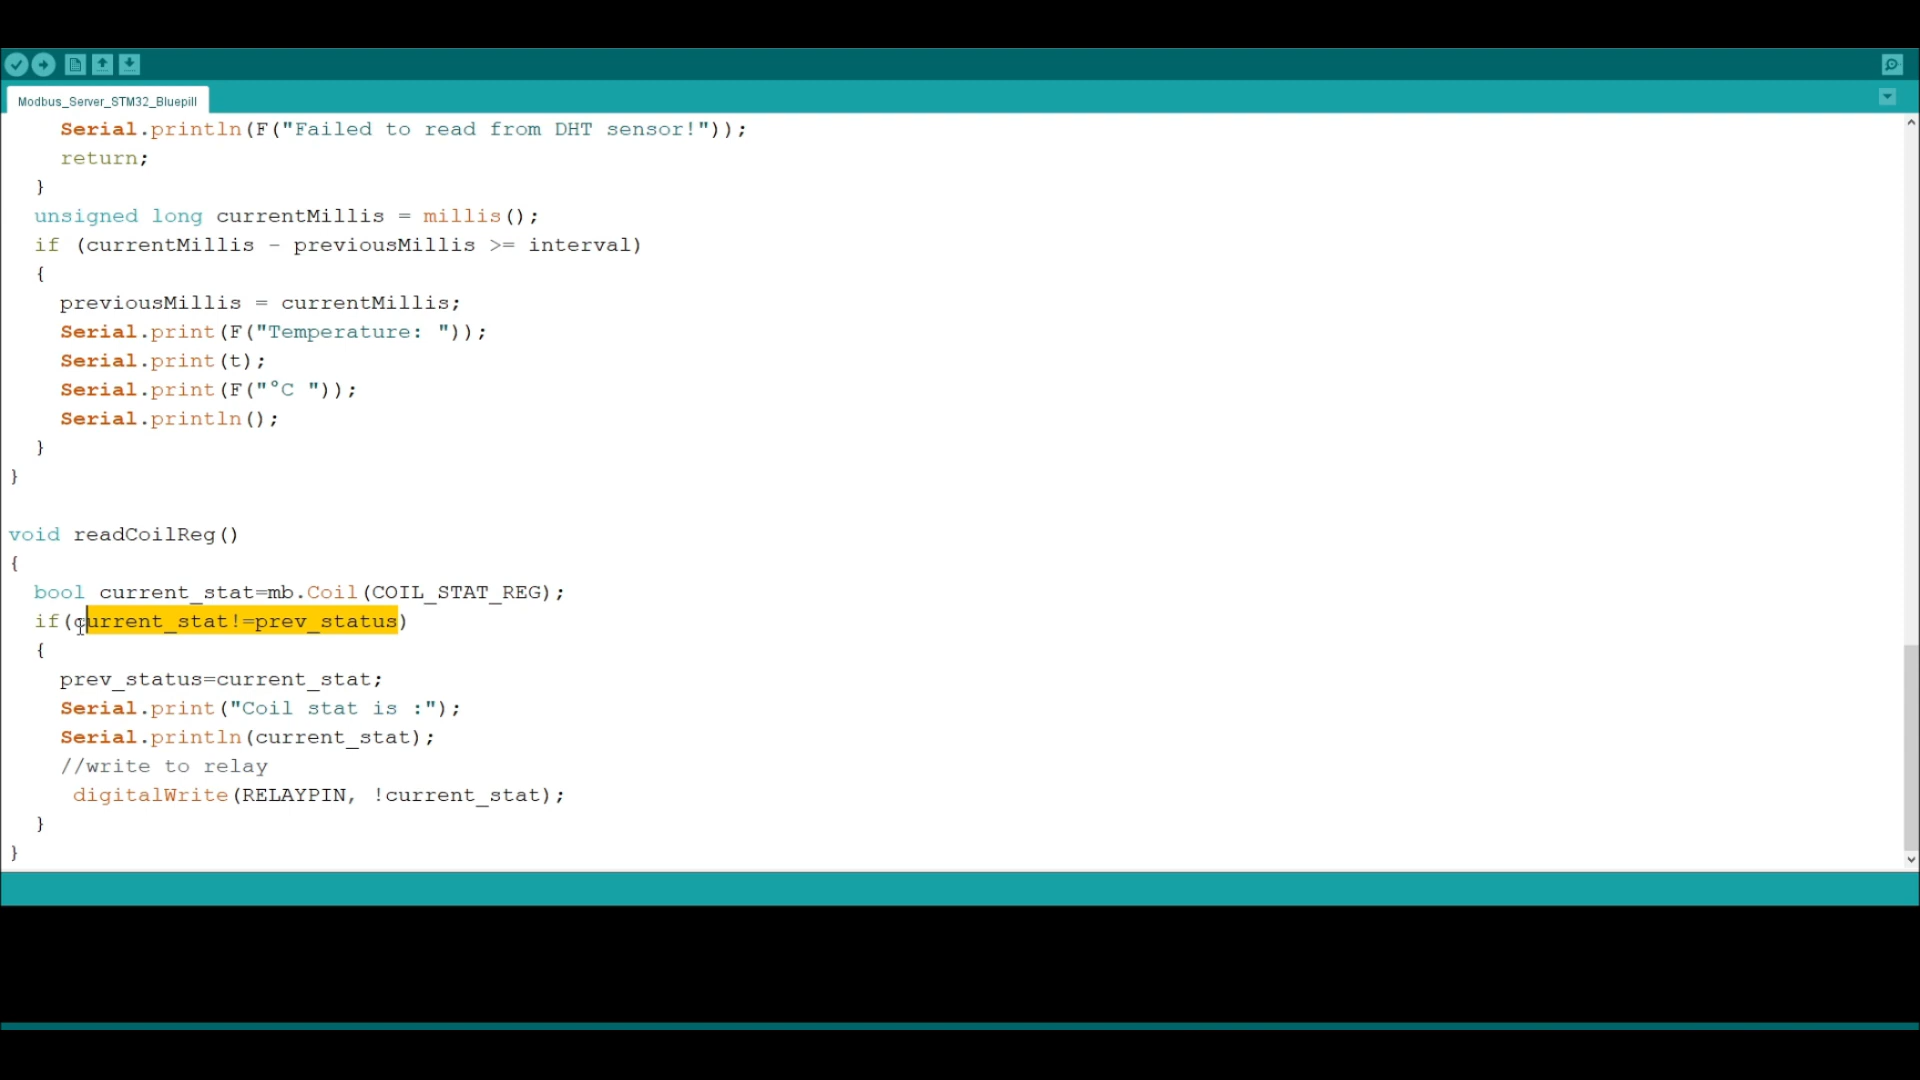 Modbus_Server_STM32_Bluepill
Serial.println(F("Failed to read from DHT sensor!"));
return;
}
unsigned long currentMillis = millis();
if (currentMillis - previousMillis >= interval)
{
previousMillis = currentMillis;
Serial.print(F("Temperature: "));
Serial.print(t);
Serial.print(F("°C "));
Serial.println();
}
}
void readCoilReg()
{
bool current_stat=mb.Coil(COIL_STAT_REG);
if(current_stat!=prev_status)
{
prev_status=current_stat;
Serial.print("Coil stat is :");
Serial.println(current_stat);
//write to relay
digitalWrite(RELAYPIN, !current_stat);
}
}